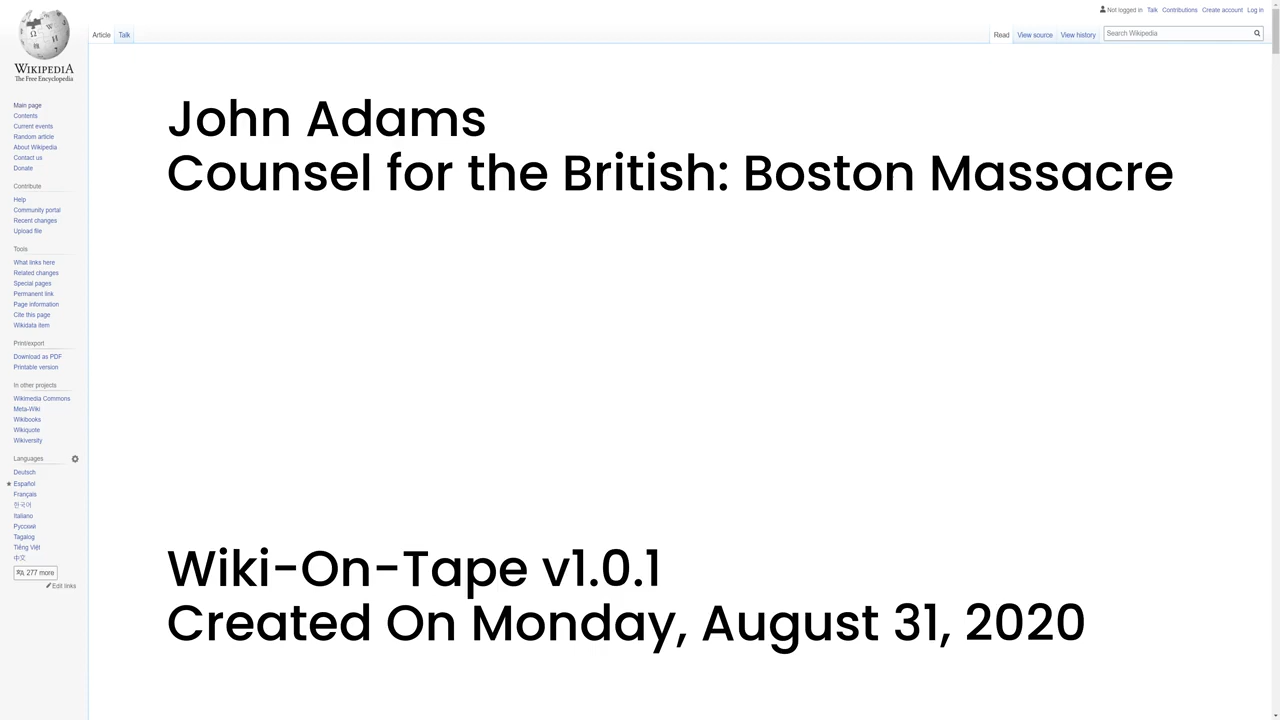 Not logged in Talk Contributions Create account Log in
Article Talk Read View source View history Search Wikipedia
WIKIPEDIA
The Free Encyclopedia
Main page
Contents
Current events
Random article
About Wikipedia
Contact us
Donate
Contribute
Help
Community portal
Recent changes
Upload file
Tools
What links here
Related changes
Special pages
Permanent link
Page information
Cite this page
Wikidata item
Print/export
Download as PDF
Printable version
In other projects
Wikimedia Commons
Meta-Wiki
Wikibooks
Wikiquote
Wikiversity
Languages
Deutsch
Español
Français
한국어
Italiano
Русский
Tagalog
Tiếng Việt
中文
277 more
Edit links
John Adams
Counsel for the British: Boston Massacre
Wiki-On-Tape v1.0.1
Created On Monday, August 31, 2020